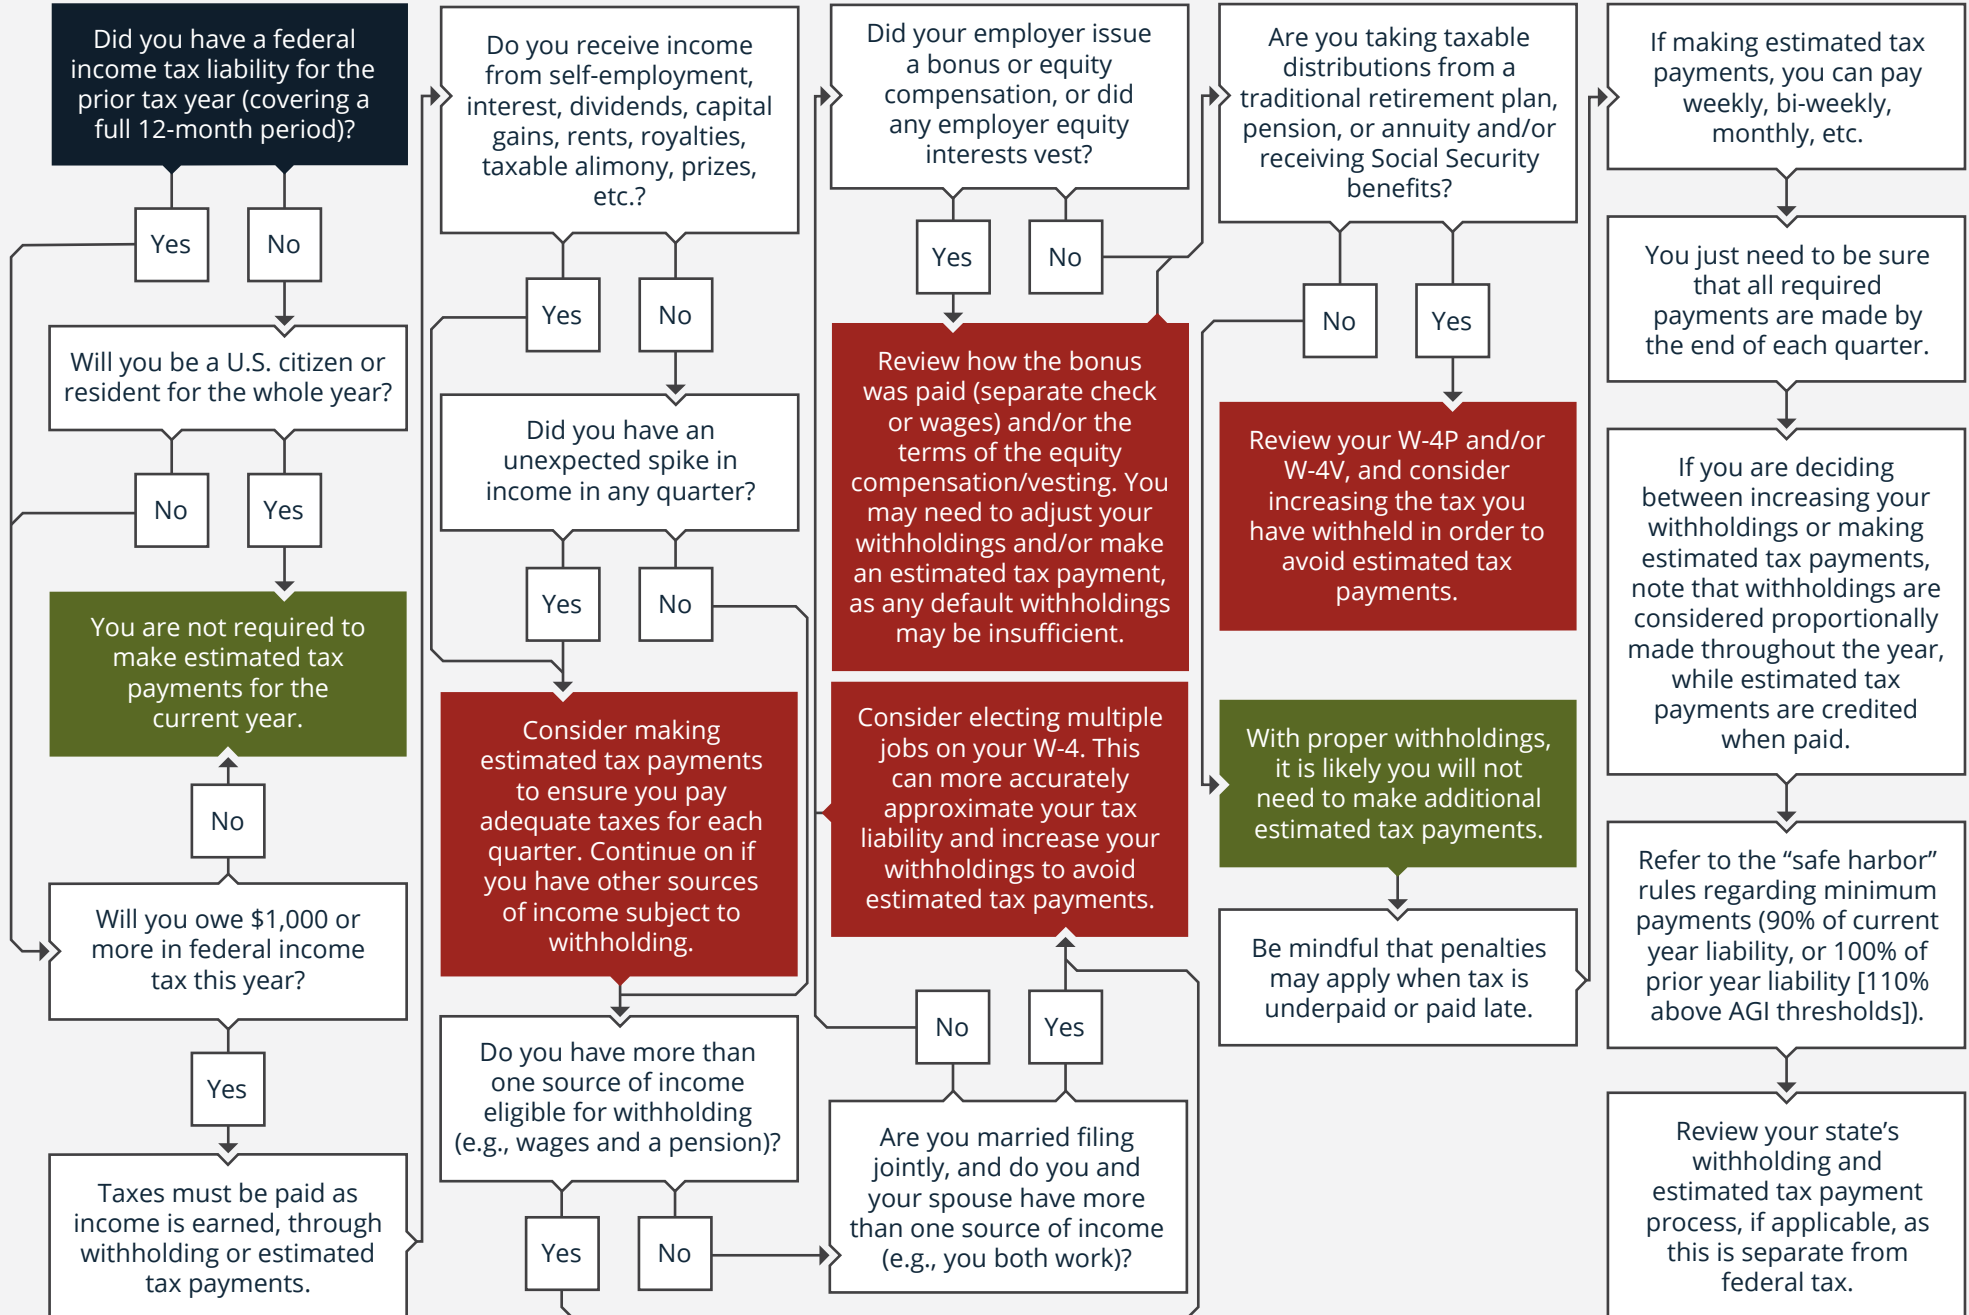 Did you have a federal
income tax liability for the
prior tax year (covering a
full 12-month period)?
Yes
No
Will you be a U.S. citizen or
resident for the whole year?
No
Yes
You are not required to
make estimated tax
payments for the
current year.
No
Will you owe $1,000 or
more in federal income
tax this year?
Yes
Taxes must be paid as
income is earned, through
withholding or estimated
tax payments.
Do you receive income
from self-employment,
interest, dividends, capital
gains, rents, royalties,
taxable alimony, prizes,
etc.?
Yes
No
Did you have an
unexpected spike in
income in any quarter?
Yes
No
Consider making
estimated tax payments
to ensure you pay
adequate taxes for each
quarter. Continue on if
you have other sources
of income subject to
withholding.
Do you have more than
one source of income
eligible for withholding
(e.g., wages and a pension)?
Yes
No
Did your employer issue
a bonus or equity
compensation, or did
any employer equity
interests vest?
Yes
No
Review how the bonus
was paid (separate check
or wages) and/or the
terms of the equity
compensation/vesting. You
may need to adjust your
withholdings and/or make
an estimated tax payment,
as any default withholdings
may be insufficient.
Consider electing multiple
jobs on your W-4. This
can more accurately
approximate your tax
liability and increase your
withholdings to avoid
estimated tax payments.
No
Yes
Are you married filing
jointly, and do you and
your spouse have more
than one source of income
(e.g., you both work)?
Are you taking taxable
distributions from a
traditional retirement plan,
pension, or annuity and/or
receiving Social Security
benefits?
No
Yes
Review your W-4P and/or
W-4V, and consider
increasing the tax you
have withheld in order to
avoid estimated tax
payments.
With proper withholdings,
it is likely you will not
need to make additional
estimated tax payments.
Be mindful that penalties
may apply when tax is
underpaid or paid late.
If making estimated tax
payments, you can pay
weekly, bi-weekly,
monthly, etc.
You just need to be sure
that all required
payments are made by
the end of each quarter.
If you are deciding
between increasing your
withholdings or making
estimated tax payments,
note that withholdings are
considered proportionally
made throughout the year,
while estimated tax
payments are credited
when paid.
Refer to the “safe harbor”
rules regarding minimum
payments (90% of current
year liability, or 100% of
prior year liability [110%
above AGI thresholds]).
Review your state’s
withholding and
estimated tax payment
process, if applicable, as
this is separate from
federal tax.